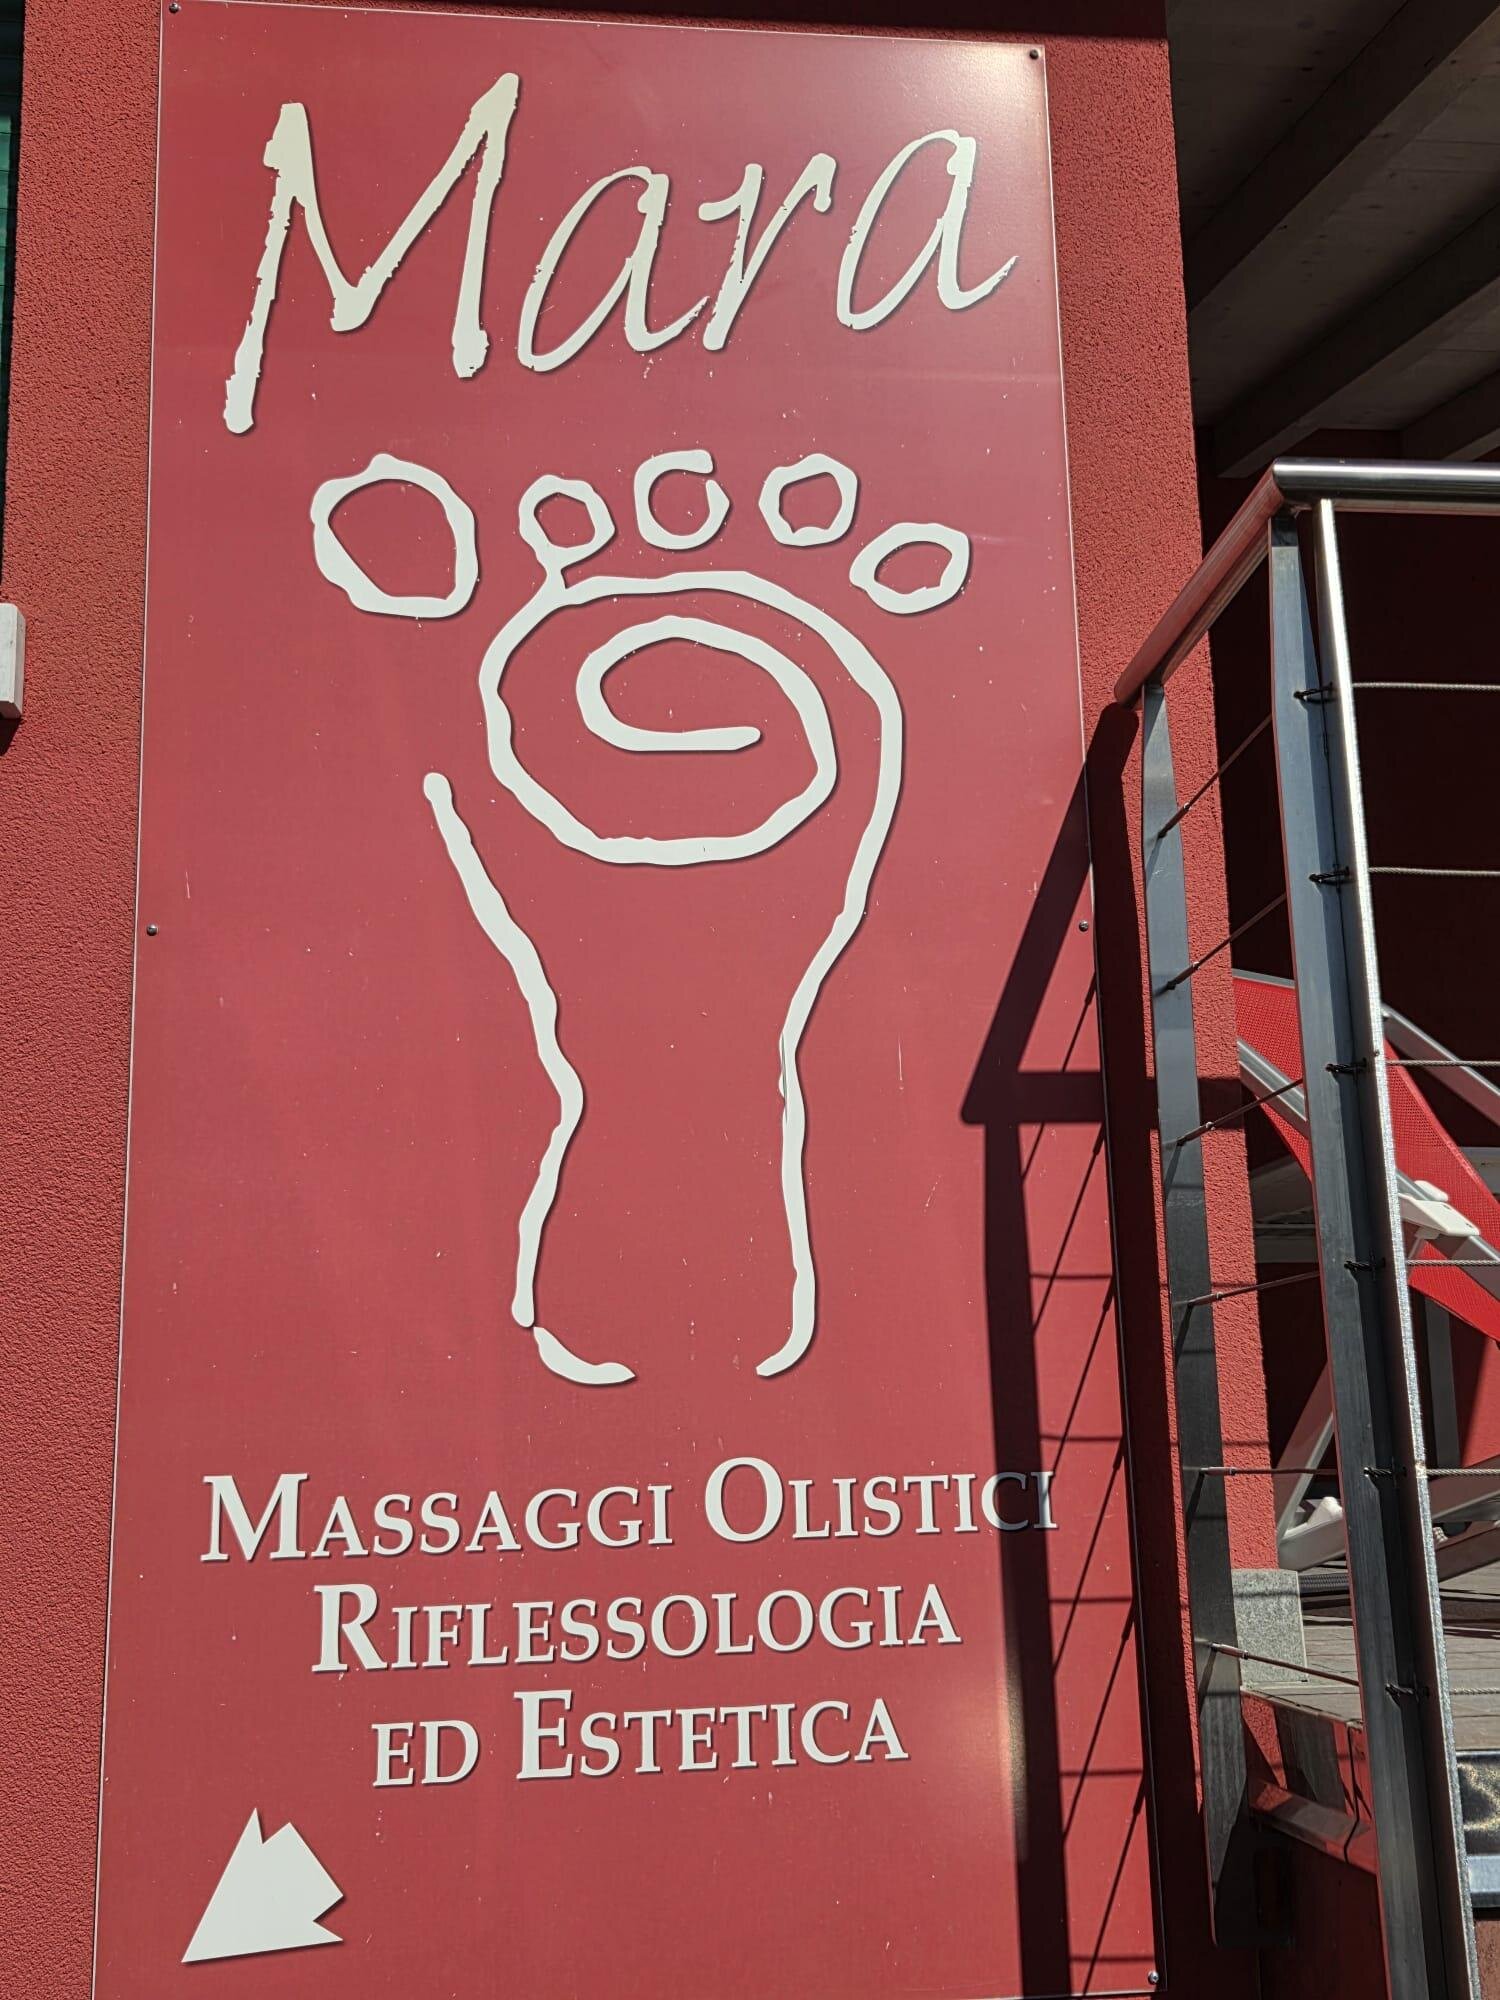 Mara
MASSAGGI OLISTICI
RIFLESSOLOGIA
ED ESTETICA